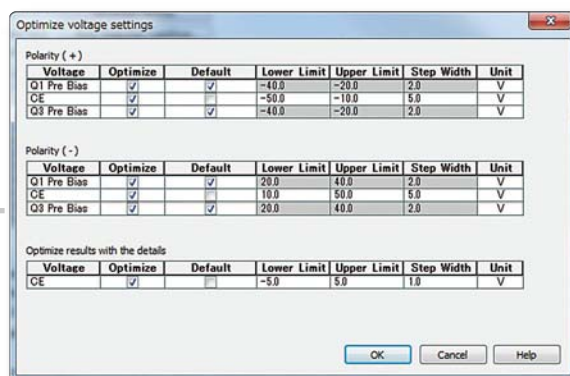 Optimize voltage settings
Polarity ( + )
Voltage Optimize Default Lower Limit Upper Limit Step Width Unit
Q1 Pre Bias -40.0 -20.0 2.0 V
CE -50.0 -10.0 5.0 V
Q3 Pre Bias -40.0 -20.0 2.0 V
Polarity ( - )
Voltage Optimize Default Lower Limit Upper Limit Step Width Unit
Q1 Pre Bias 20.0 40.0 2.0 V
CE 10.0 50.0 5.0 V
Q3 Pre Bias 20.0 40.0 2.0 V
Optimize results with the details
Voltage Optimize Default Lower Limit Upper Limit Step Width Unit
CE -5.0 5.0 1.0 V
OK Cancel Help